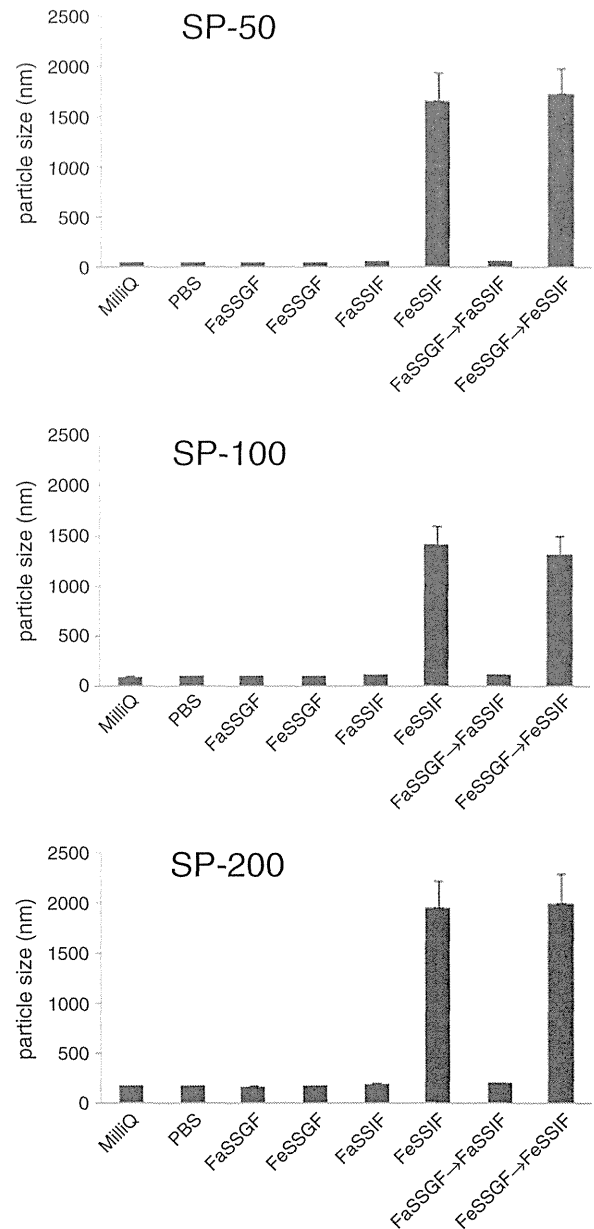 SP-50
particle size (nm)
2500
2000
1500
1000
500
0
MilliQ
PBS
FaSSGF
FeSSGF
FaSSIF
FeSSIF
FaSSGF→FaSSIF
FeSSGF→FeSSIF
SP-100
particle size (nm)
2500
2000
1500
1000
500
0
MilliQ
PBS
FaSSGF
FeSSGF
FaSSIF
FeSSIF
FaSSGF→FaSSIF
FeSSGF→FeSSIF
SP-200
particle size (nm)
2500
2000
1500
1000
500
0
MilliQ
PBS
FaSSGF
FeSSGF
FaSSIF
FeSSIF
FaSSGF→FaSSIF
FeSSGF→FeSSIF